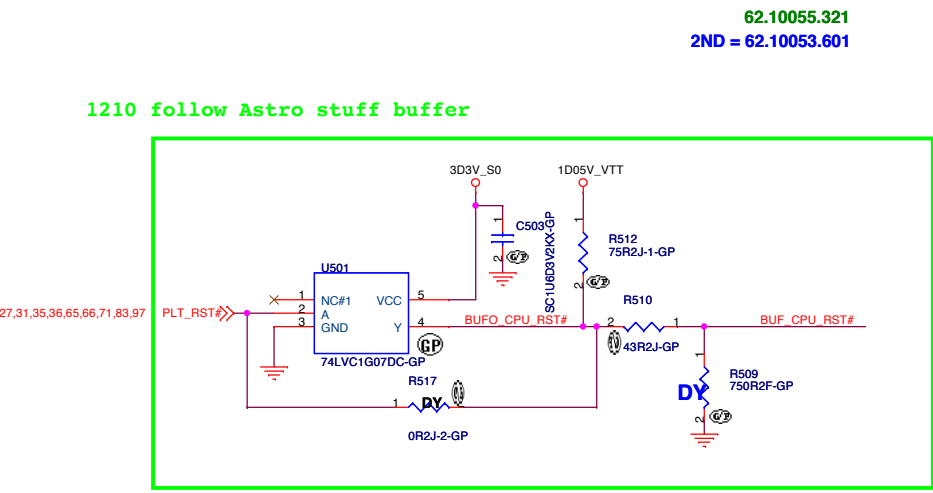 62.10055.321
2ND = 62.10053.601
1210 follow Astro stuff buffer
3D3V_S0
1D05V_VTT
1
C503
2
SC1U6D3V2KX-GP
1
R512
75R2J-1-GP
2
U501
27,31,35,36,65,66,71,83,97 PLT_RST#
1 NC#1 VCC 5
2 A
3 GND Y 4
74LVC1G07DC-GP
GP
BUFO_CPU_RST#
R510
2 1
43R2J-GP
BUF_CPU_RST#
R517
1 DY 2
0R2J-2-GP
1
R509
750R2F-GP
DY
2